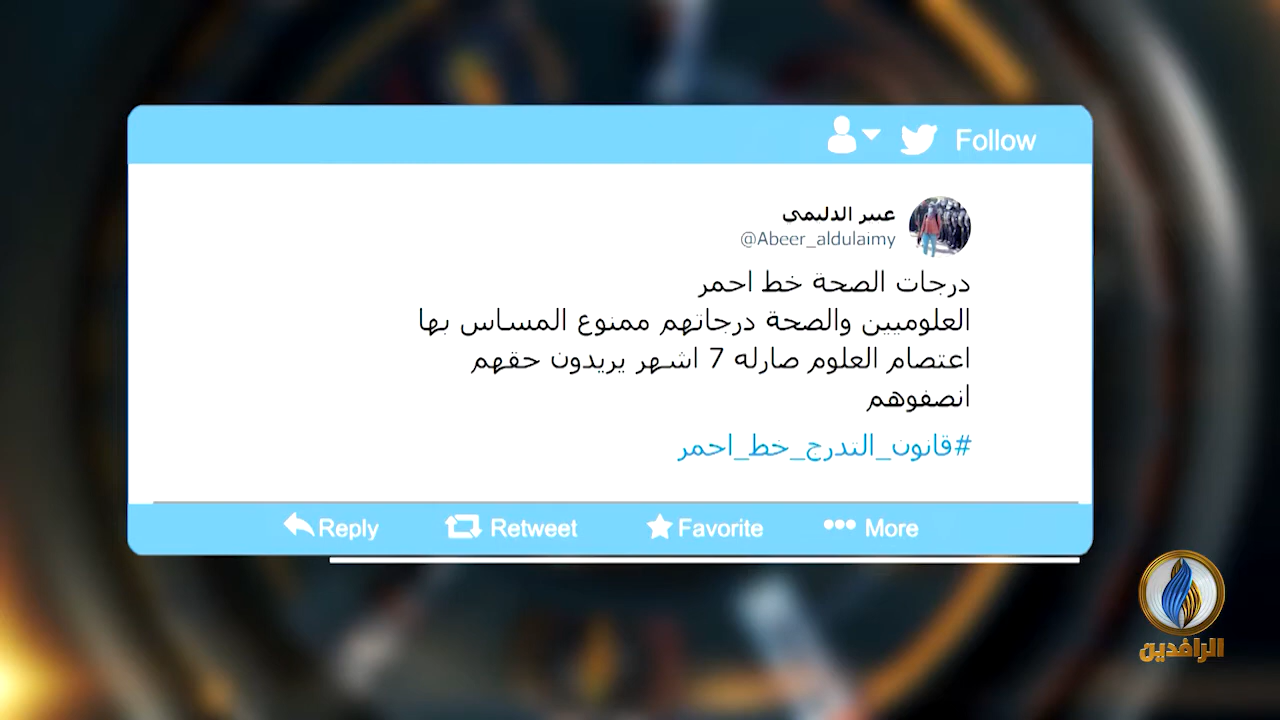 Follow
عبير الدليمي
@Abeer_aldulaimy
درجات الصحة خط احمر
العلوميين والصحة درجاتهم ممنوع المساس بها
اعتصام العلوم صارله 7 اشهر يريدون حقهم
انصفوهم
#قانون_التدرج_خط_احمر
Reply Retweet Favorite More
الرافدين